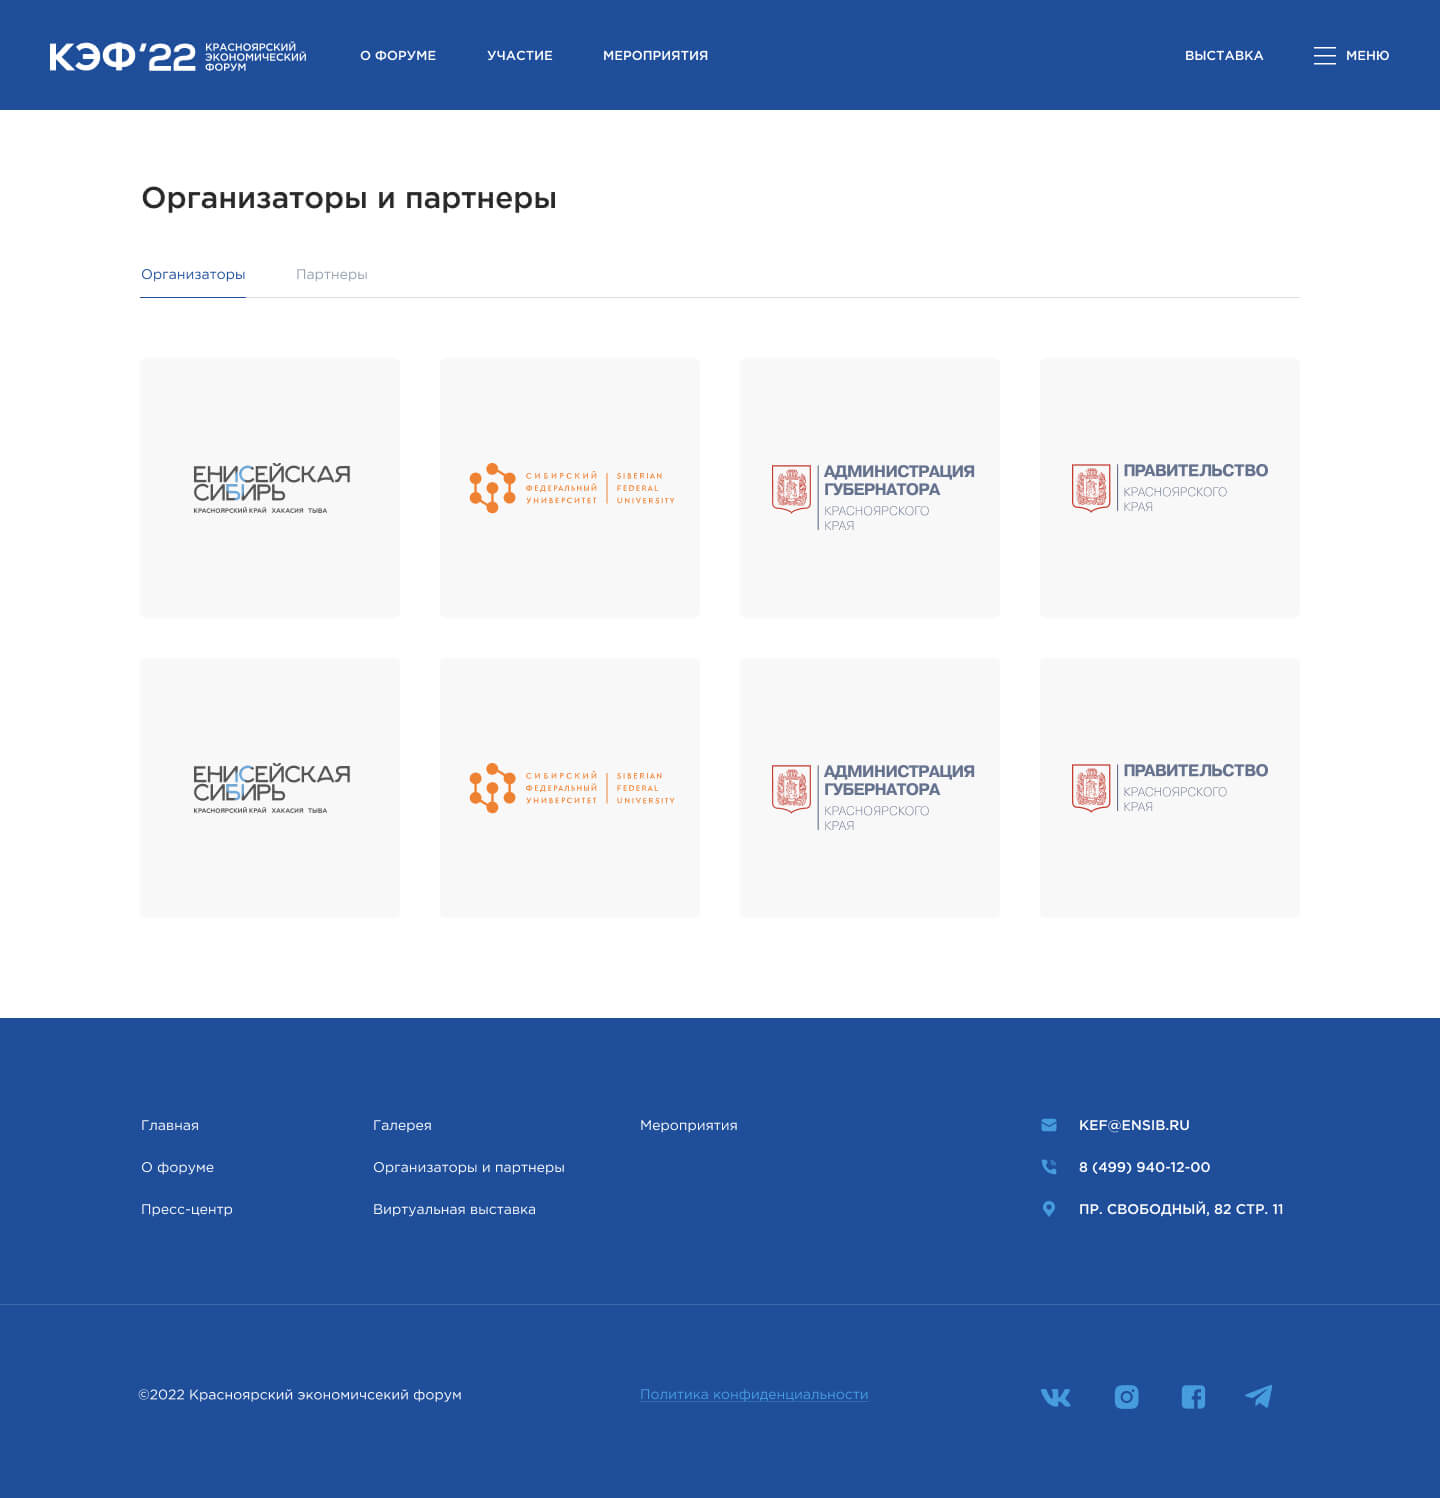 КЭФ'22
КРАСНОЯРСКИЙ
ЭКОНОМИЧЕСКИЙ
ФОРУМ
О ФОРУМЕ
УЧАСТИЕ
МЕРОПРИЯТИЯ
ВЫСТАВКА
МЕНЮ
Организаторы и партнеры
Организаторы
Партнеры
ЕНИСЕЙСКАЯ
СИБИРЬ
КРАСНОЯРСКИЙ КРАЙ ХАКАСИЯ ТЫВА
СИБИРСКИЙ
ФЕДЕРАЛЬНЫЙ
УНИВЕРСИТЕТ
SIBERIAN
FEDERAL
UNIVERSITY
АДМИНИСТРАЦИЯ
ГУБЕРНАТОРА
КРАСНОЯРСКОГО
КРАЯ
ПРАВИТЕЛЬСТВО
КРАСНОЯРСКОГО
КРАЯ
ЕНИСЕЙСКАЯ
СИБИРЬ
КРАСНОЯРСКИЙ КРАЙ ХАКАСИЯ ТЫВА
СИБИРСКИЙ
ФЕДЕРАЛЬНЫЙ
УНИВЕРСИТЕТ
SIBERIAN
FEDERAL
UNIVERSITY
АДМИНИСТРАЦИЯ
ГУБЕРНАТОРА
КРАСНОЯРСКОГО
КРАЯ
ПРАВИТЕЛЬСТВО
КРАСНОЯРСКОГО
КРАЯ
Главная
О форуме
Пресс-центр
Галерея
Организаторы и партнеры
Виртуальная выставка
Мероприятия
KEF@ENSIB.RU
8 (499) 940-12-00
ПР. СВОБОДНЫЙ, 82 СТР. 11
©2022 Красноярский экономичсекий форум
Политика конфиденциальности